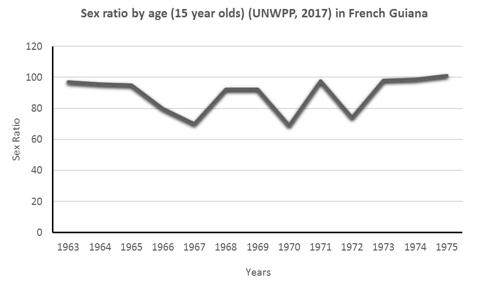 Sex ratio by age (15 year olds) (UNWPP, 2017) in French Guiana
120
100
80
60
40
20
0
Sex Ratio
1963 1964 1965 1966 1967 1968 1969 1970 1971 1972 1973 1974 1975
Years